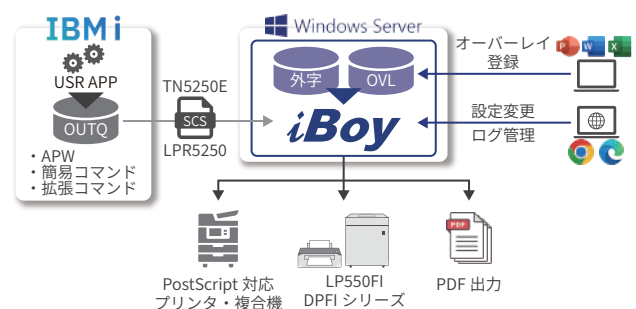 IBM i
USR APP
OUTQ
・APW
・簡易コマンド
・拡張コマンド
TN5250E
SCS
LPR5250
Windows Server
外字
OVL
iBoy
オーバーレイ
登録
P
W
X
設定変更
ログ管理
PostScript 対応
プリンタ・複合機
LP550FI
DPFI シリーズ
PDF
PDF 出力